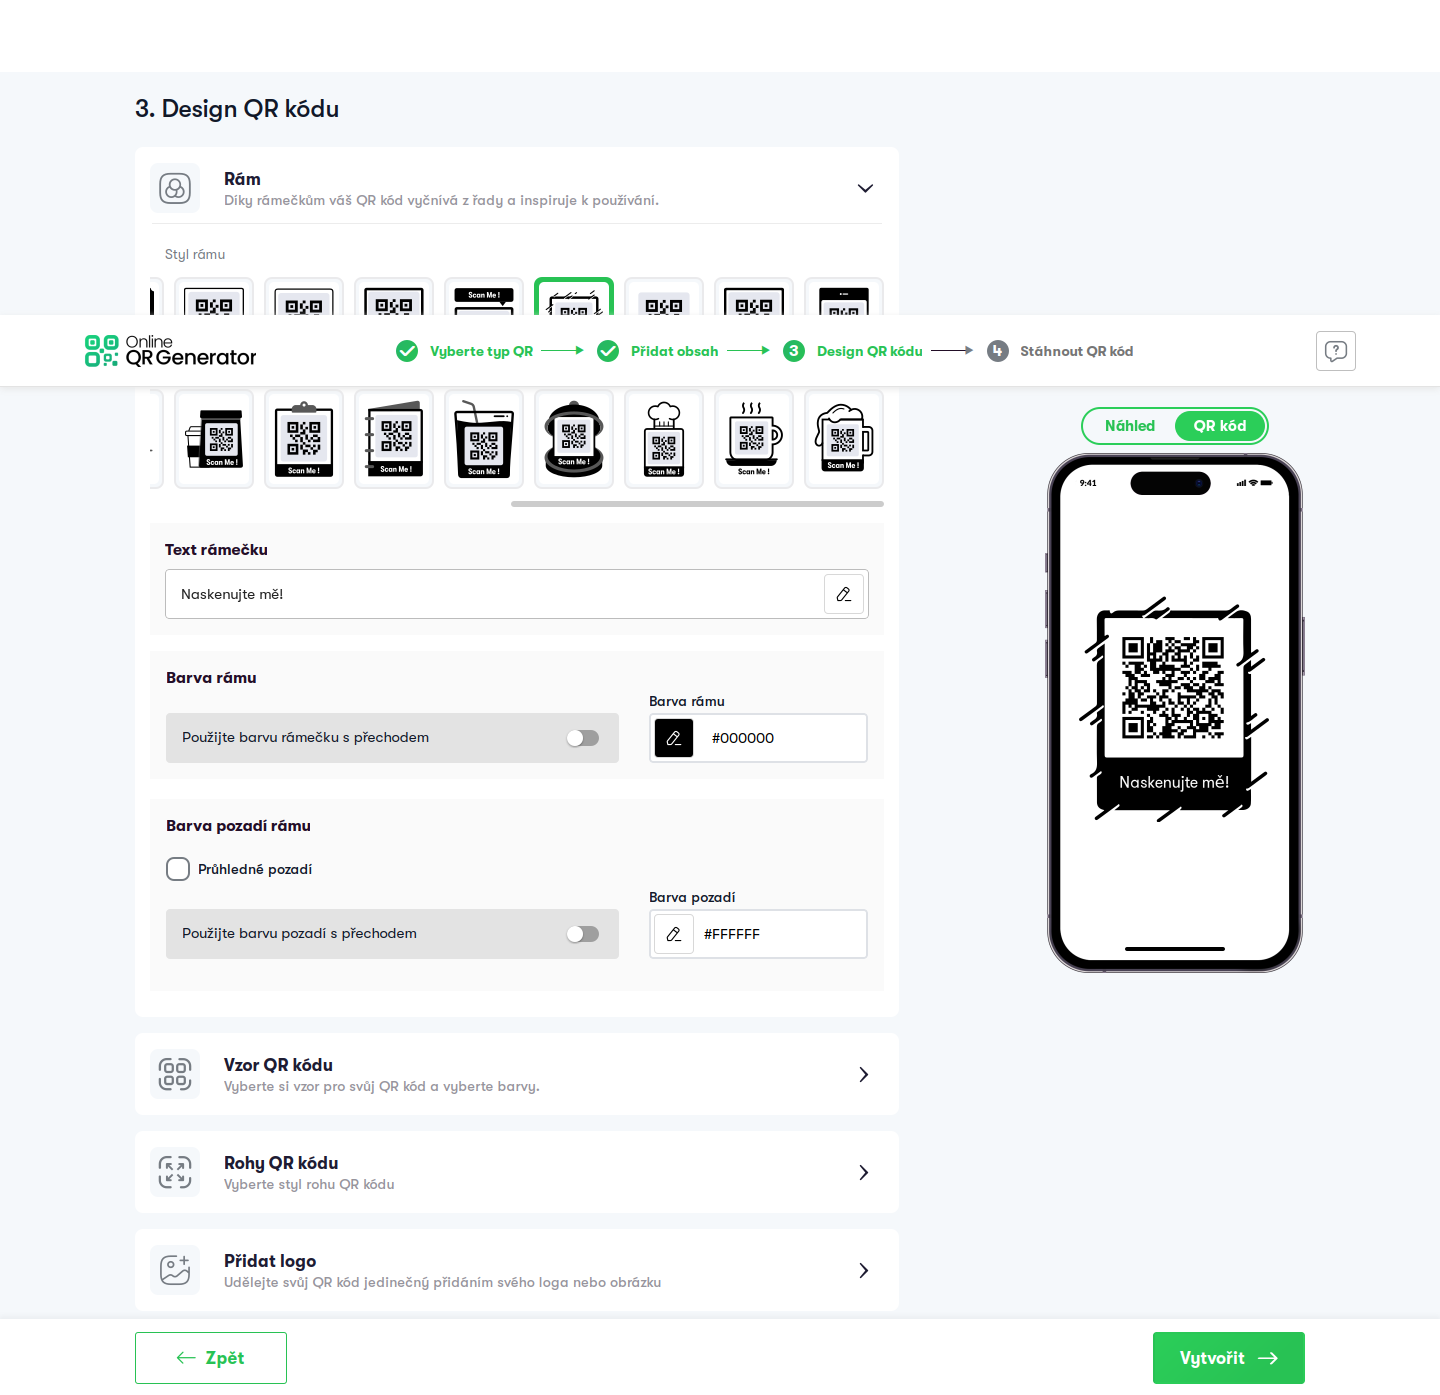 3. Design QR kódu
Rám
Díky rámečkům váš QR kód vyčnívá z řady a inspiruje k používání.
Styl rámu
Scan Me !
Online
QR Generator
Vyberte typ QR
Přidat obsah
3 Design QR kódu
4 Stáhnout QR kód
Scan Me !
Scan Me !
Scan Me !
Scan Me !
Scan Me !
Scan Me !
Scan Me !
Scan Me !
Náhled
QR kód
9:41
Text rámečku
Naskenujte mě!
Barva rámu
Barva rámu
Použijte barvu rámečku s přechodem
#000000
Naskenujte mě!
Barva pozadí rámu
Průhledné pozadí
Barva pozadí
Použijte barvu pozadí s přechodem
#FFFFFF
Vzor QR kódu
Vyberte si vzor pro svůj QR kód a vyberte barvy.
Rohy QR kódu
Vyberte styl rohu QR kódu
Přidat logo
Udělejte svůj QR kód jedinečný přidáním svého loga nebo obrázku
Zpět
Vytvořit